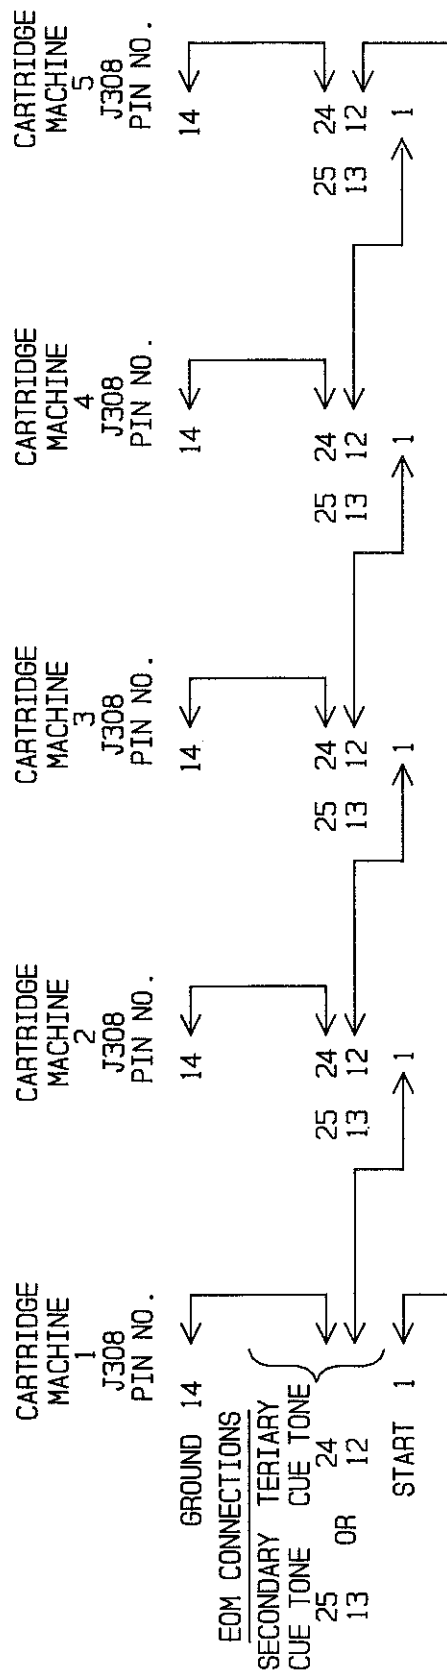 CARTRIDGE
MACHINE
1
J308
PIN NO.
GROUND 14
EOM CONNECTIONS
SECONDARY TERIARY
CUE TONE CUE TONE
25 24
OR
13 12
START 1
CARTRIDGE
MACHINE
2
J308
PIN NO.
14
25 24
13 12
1
CARTRIDGE
MACHINE
3
J308
PIN NO.
14
25 24
13 12
1
CARTRIDGE
MACHINE
4
J308
PIN NO.
14
25 24
13 12
1
CARTRIDGE
MACHINE
5
J308
PIN NO.
14
25 24
13 12
1